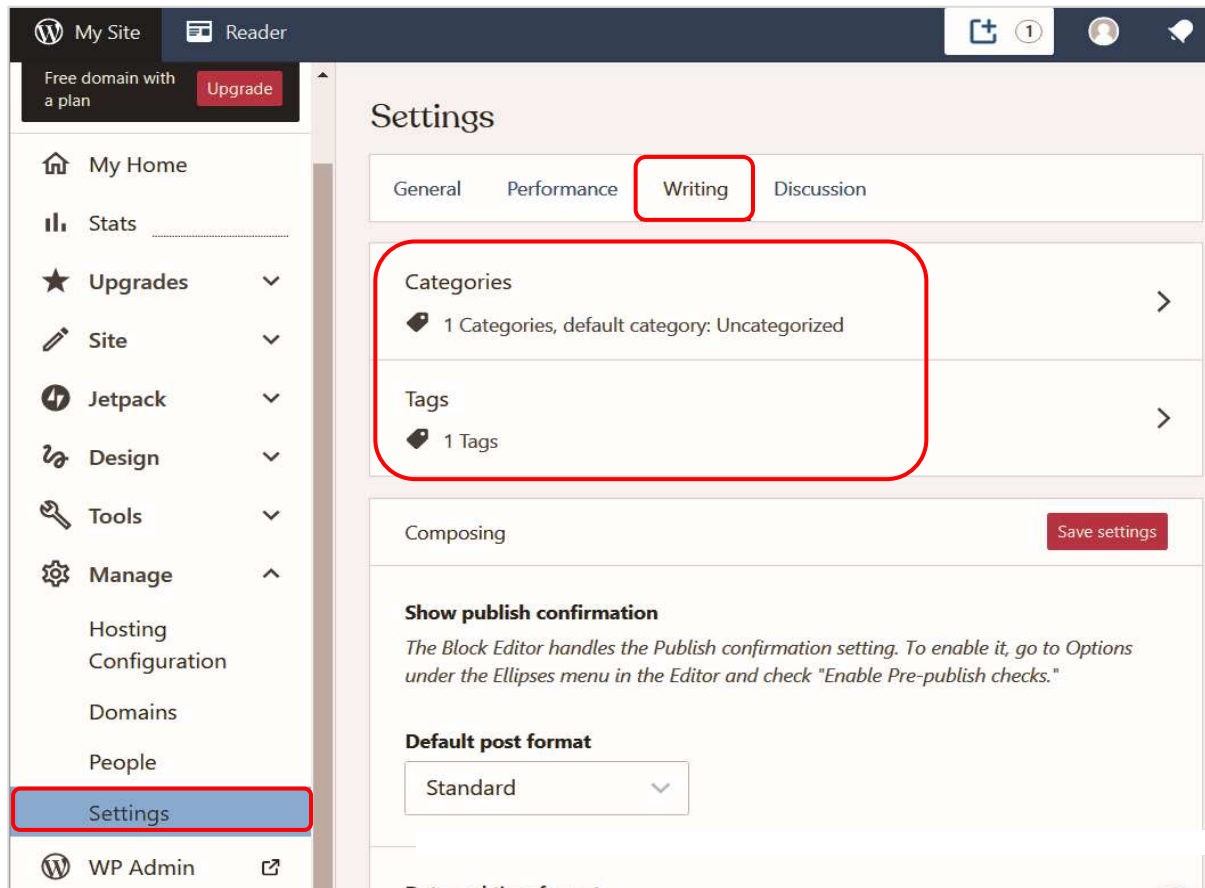 My Site
Reader
1
Free domain with
a plan
Upgrade
My Home
Stats
Upgrades
Site
Jetpack
Design
Tools
Manage
Hosting
Configuration
Domains
People
Settings
WP Admin
Settings
General Performance Writing Discussion
Categories
1 Categories, default category: Uncategorized
Tags
1 Tags
Composing
Save settings
Show publish confirmation
The Block Editor handles the Publish confirmation setting. To enable it, go to Options
under the Ellipses menu in the Editor and check "Enable Pre-publish checks."
Default post format
Standard